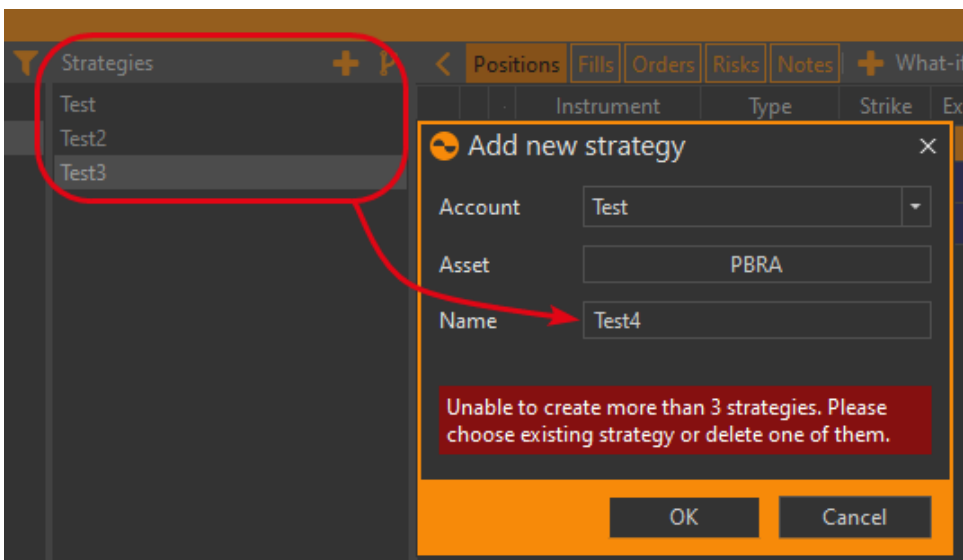 Strategies
Positions Fills Orders Risks Notes
Instrument Type Strike
Test
Test2
Test3
Add new strategy
Account Test
Asset PBRA
Name Test4
Unable to create more than 3 strategies. Please
choose existing strategy or delete one of them.
OK Cancel